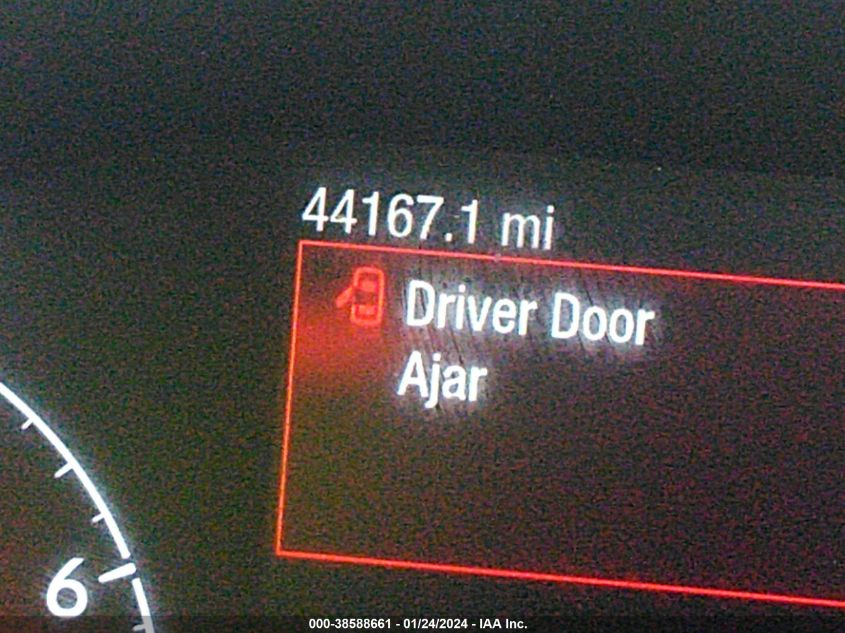 44167.1 mi
Driver Door
Ajar
6
000-38588661 - 01/24/2024 - IAA Inc.